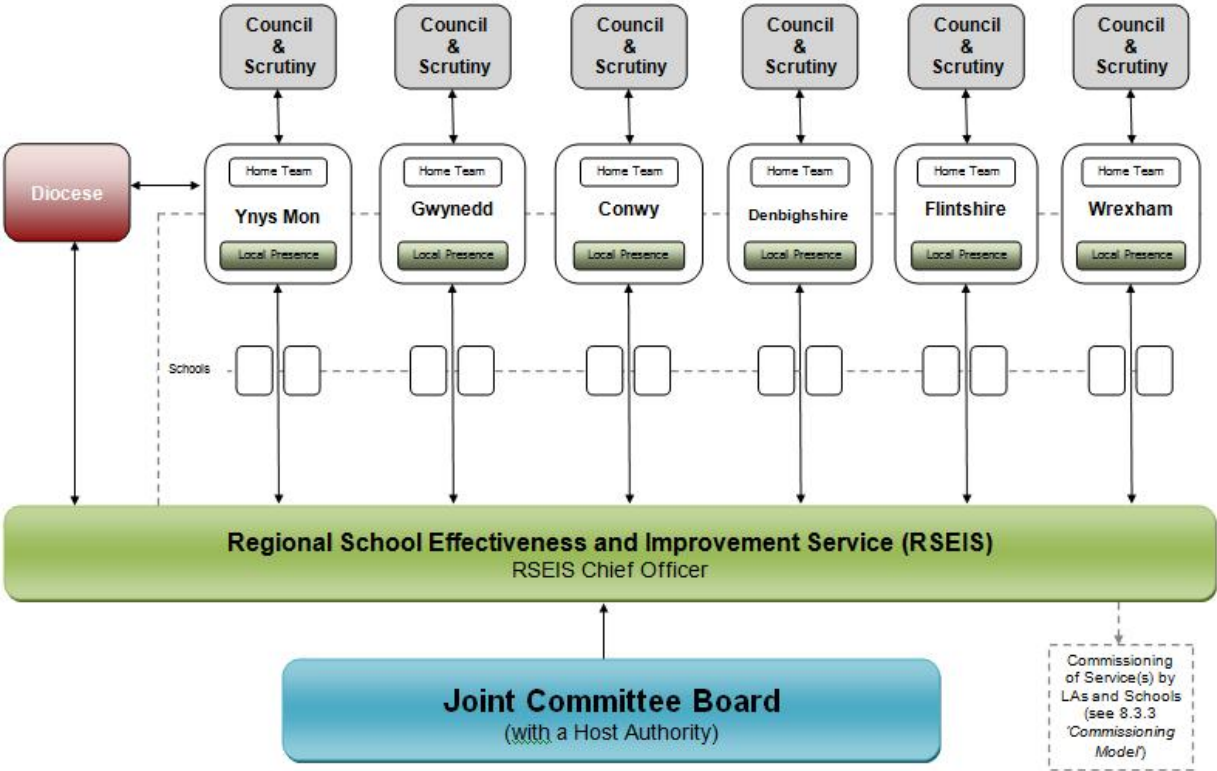 Council
&
Scrutiny
Council
&
Scrutiny
Council
&
Scrutiny
Council
&
Scrutiny
Council
&
Scrutiny
Council
&
Scrutiny
Diocese
Home Team
Ynys Mon
Local Presence
Home Team
Gwynedd
Local Presence
Home Team
Conwy
Local Presence
Home Team
Denbighshire
Local Presence
Home Team
Flintshire
Local Presence
Home Team
Wrexham
Local Presence
Schools
Regional School Effectiveness and Improvement Service (RSEIS)
RSEIS Chief Officer
Joint Committee Board
(with a Host Authority)
Commissioning
of Service(s) by
LAs and Schools
(see 8.3.3
'Commissioning
Model')